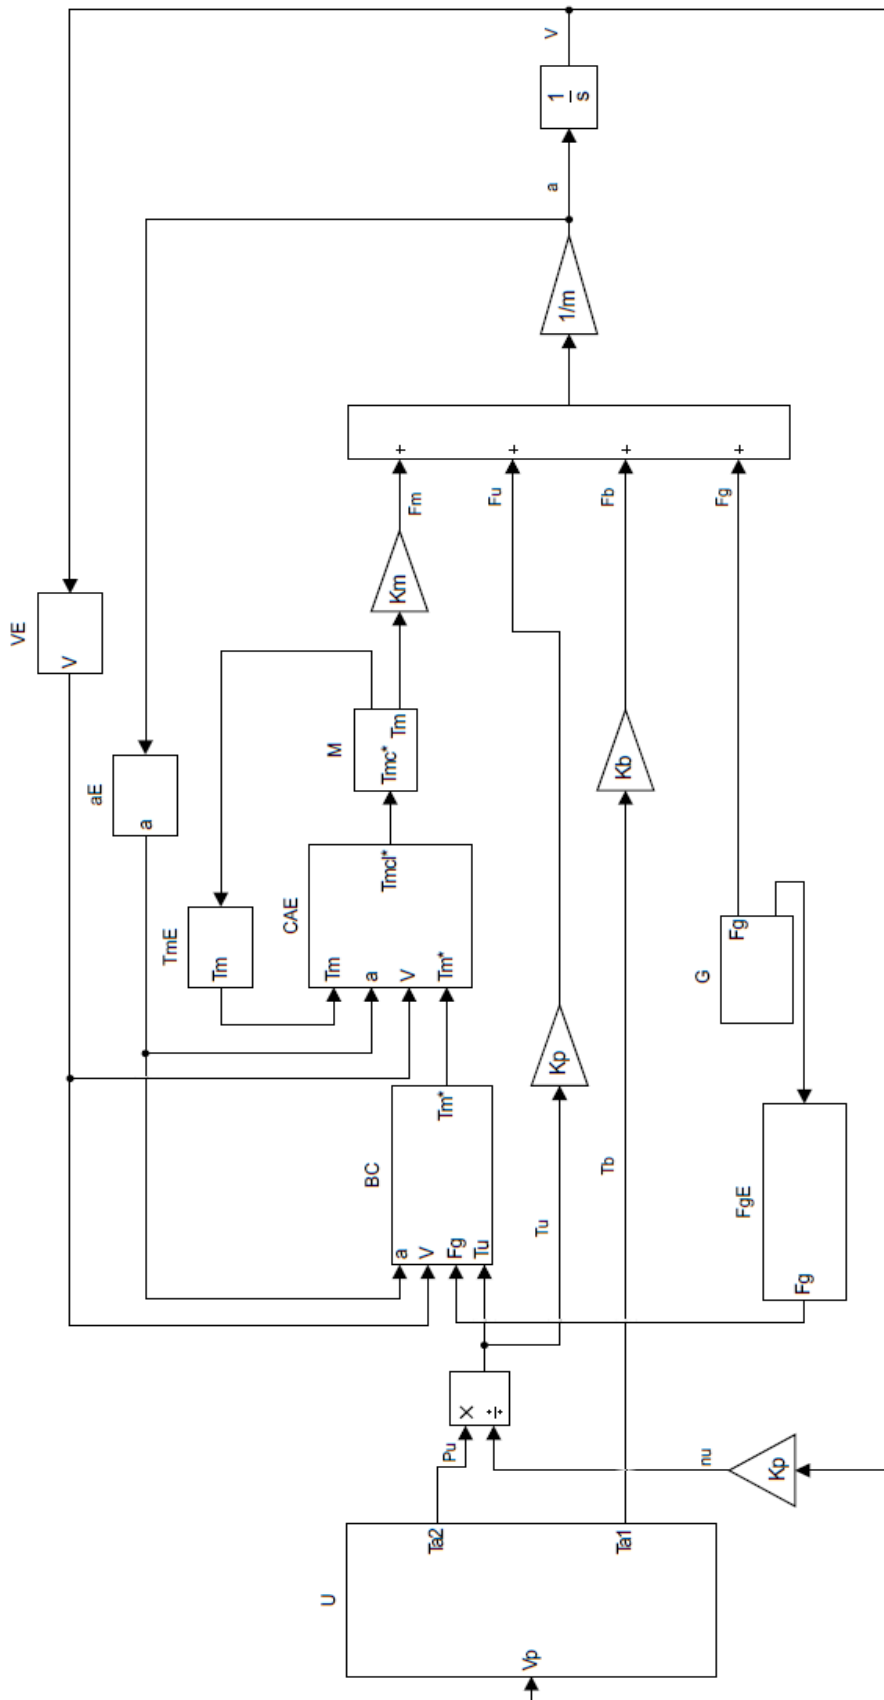 V
1
s
a
1/m
+
+
+
+
Fm
Fu
Fb
Fg
Km
VE
V
M
Tmc*
Tm
aE
a
Kb
CAE
Tmcl*
Tm
a
V
Tm*
TmE
Tm
G
Fg
Kp
BC
Tm*
a
V
Fg
Tu
Tu
Tb
FgE
Fg
×
÷
Pu
nu
Kp
U
Ta2
Ta1
Vp